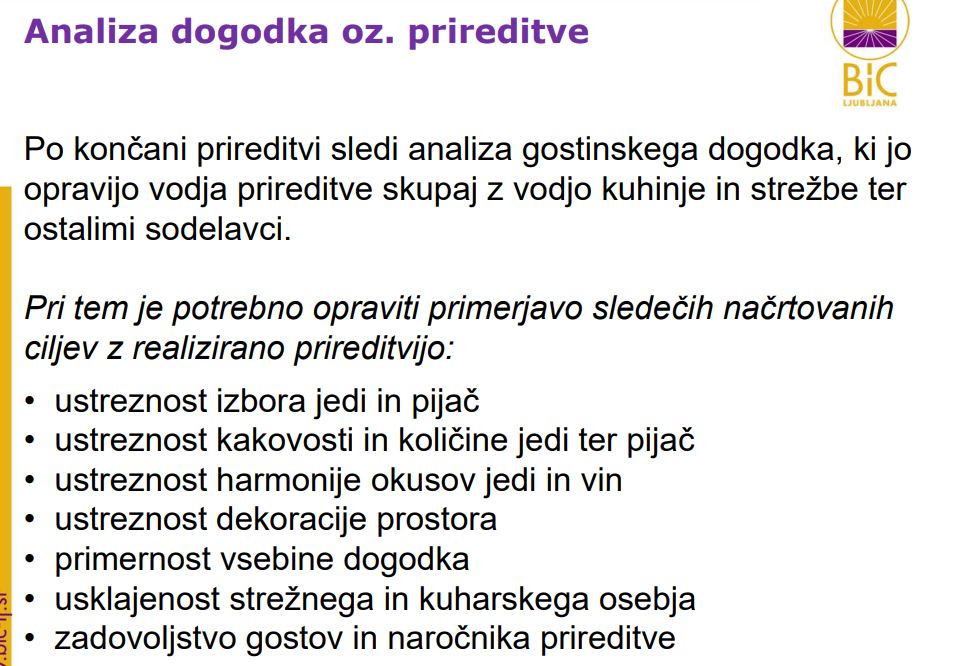 Analiza dogodka oz. prireditve
BIC
LJUBLJANA
Po končani prireditvi sledi analiza gostinskega dogodka, ki jo
opravijo vodja prireditve skupaj z vodjo kuhinje in strežbe ter
ostalimi sodelavci.
Pri tem je potrebno opraviti primerjavo sledečih načrtovanih
ciljev z realizirano prireditvijo:
• ustreznost izbora jedi in pijač
• ustreznost kakovosti in količine jedi ter pijač
• ustreznost harmonije okusov jedi in vin
• ustreznost dekoracije prostora
• primernost vsebine dogodka
• usklajenost strežnega in kuharskega osebja
• zadovoljstvo gostov in naročnika prireditve